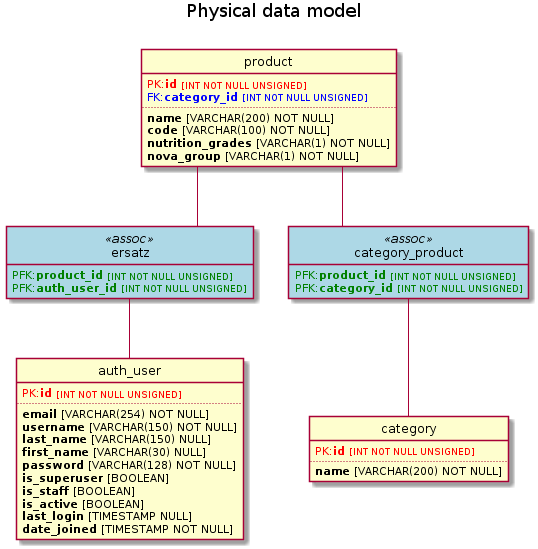 Physical data model
product
PK:id [INT NOT NULL UNSIGNED]
FK:category_id [INT NOT NULL UNSIGNED]
name [VARCHAR(200) NOT NULL]
code [VARCHAR(100) NOT NULL]
nutrition_grades [VARCHAR(1) NOT NULL]
nova_group [VARCHAR(1) NOT NULL]
«assoc»
ersatz
PFK:product_id [INT NOT NULL UNSIGNED]
PFK:auth_user_id [INT NOT NULL UNSIGNED]
«assoc»
category_product
PFK:product_id [INT NOT NULL UNSIGNED]
PFK:category_id [INT NOT NULL UNSIGNED]
auth_user
PK:id [INT NOT NULL UNSIGNED]
email [VARCHAR(254) NOT NULL]
username [VARCHAR(150) NOT NULL]
last_name [VARCHAR(150) NULL]
first_name [VARCHAR(30) NULL]
password [VARCHAR(128) NOT NULL]
is_superuser [BOOLEAN]
is_staff [BOOLEAN]
is_active [BOOLEAN]
last_login [TIMESTAMP NULL]
date_joined [TIMESTAMP NOT NULL]
category
PK:id [INT NOT NULL UNSIGNED]
name [VARCHAR(200) NOT NULL]